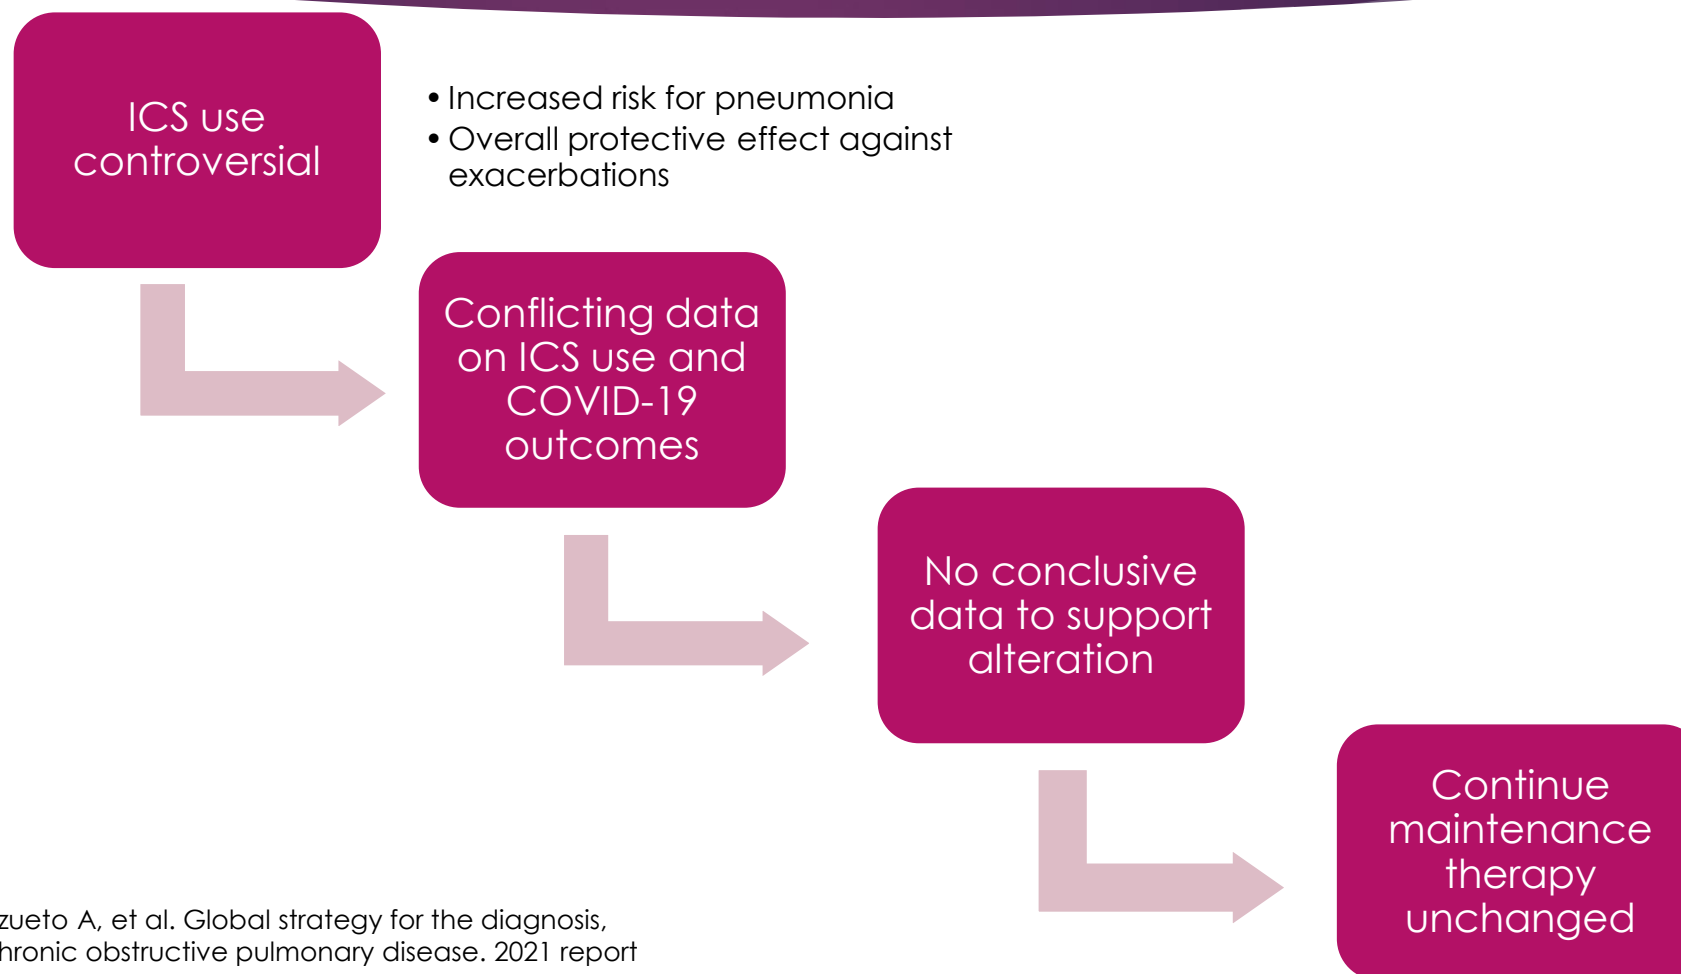 ICS use
controversial
• Increased risk for pneumonia
• Overall protective effect against
exacerbations
Conflicting data
on ICS use and
COVID-19
outcomes
No conclusive
data to support
alteration
Continue
maintenance
therapy
unchanged
A, et al. Global strategy for the diagnosis,
obstructive pulmonary disease. 2021 report